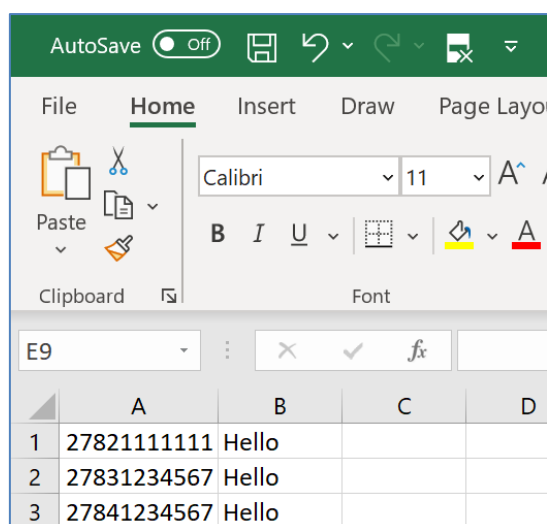 AutoSave Off
File Home Insert Draw Page Layou
Calibri 11 A
Paste B I U A
Clipboard Font
E9 fx
A B C D
1 27821111111 Hello
2 27831234567 Hello
3 27841234567 Hello